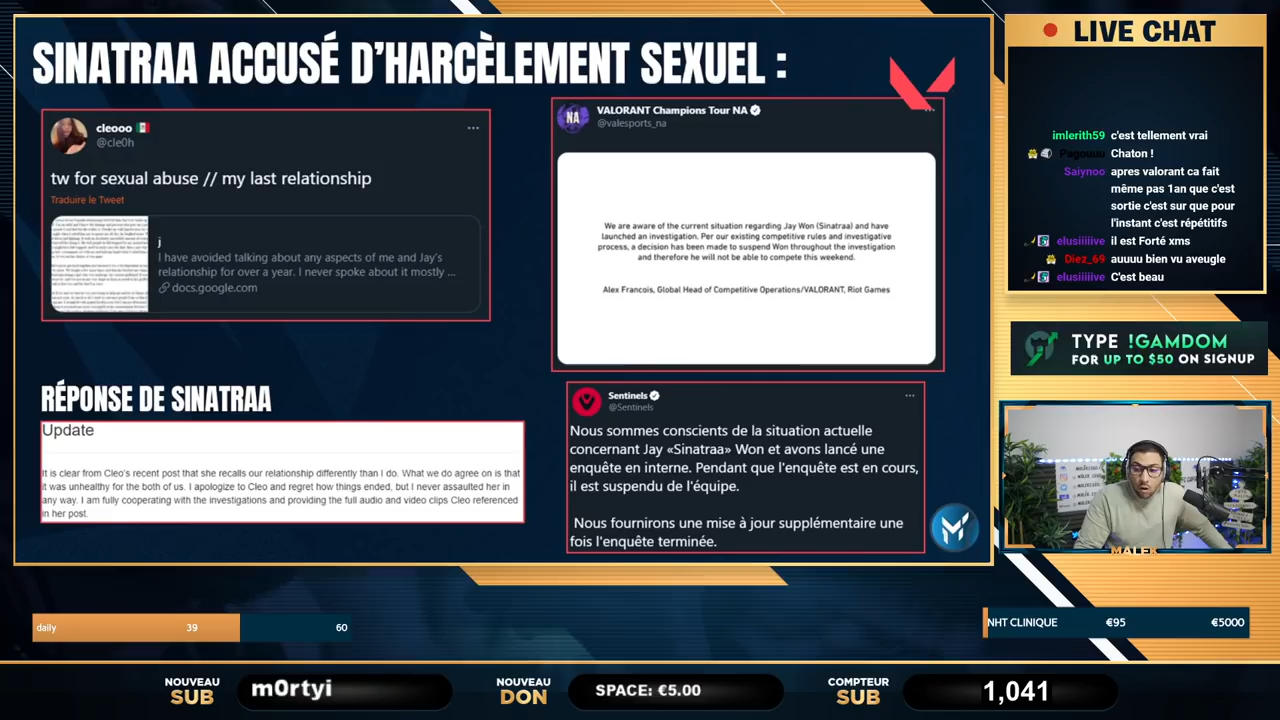 SINATRAA ACCUSÉ D'HARCÈLEMENT SEXUEL :
cleooo
@cle0h
tw for sexual abuse // my last relationship
Traduire le Tweet
j
I have avoided talking about any aspects of me and Jay's
relationship for over a year. I never spoke about it mostly ...
docs.google.com
NA
VALORANT Champions Tour NA
@valesports_na
We are aware of the current situation regarding Jay Won (Sinatraa) and have
launched an investigation. Per our existing competitive rules and investigative
process, a decision has been made to suspend Won throughout the investigation
and therefore he will not be able to compete this weekend.
Alex Francois, Global Head of Competitive Operations/VALORANT, Riot Games
RÉPONSE DE SINATRAA
Update
It is clear from Cleo's recent post that she recalls our relationship differently than I do. What we do agree on is that
it was unhealthy for the both of us. I apologize to Cleo and regret how things ended, but I never assaulted her in
any way. I am fully cooperating with the investigations and providing the full audio and video clips Cleo referenced
in her post.
Sentinels
@Sentinels
Nous sommes conscients de la situation actuelle
concernant Jay «Sinatraa» Won et avons lancé une
enquête en interne. Pendant que l'enquête est en cours,
il est suspendu de l'équipe.
Nous fournirons une mise à jour supplémentaire une
fois l'enquête terminée.
LIVE CHAT
imlerith59 c'est tellement vrai
Pagouuu Chaton !
Saiynoo apres valorant ca fait
même pas 1an que c'est
sortie c'est sur que pour
l'instant c'est répétitifs
elusiiiive il est Forté xms
Diez_69 auuuu bien vu aveugle
elusiiiive C'est beau
TYPE !GAMDOM
FOR UP TO $50 ON SIGNUP
MALEK
daily 39 60
NHT CLINIQUE €95 €5000
NOUVEAU
SUB
m0rtyi
NOUVEAU
DON
SPACE: €5.00
COMPTEUR
SUB
1,041